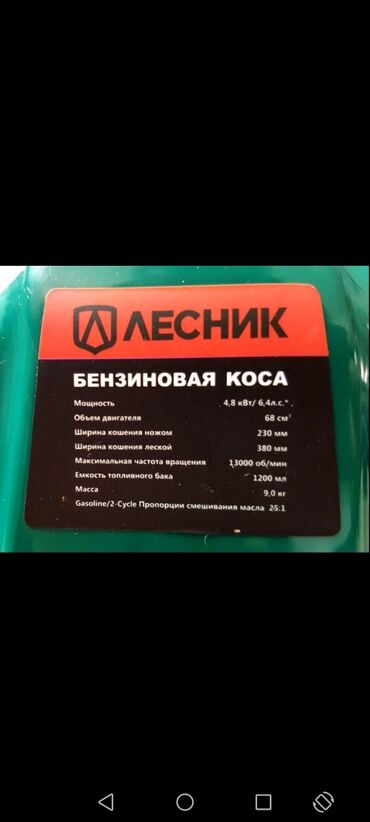 ЛЕСНИК
БЕНЗИНОВАЯ КОСА
Мощность 4,8 кВт/ 6,4л.с.*
Объем двигателя 68 см³
Ширина кошения ножом 230 мм
Ширина кошения леской 380 мм
Максимальная частота вращения 13000 об/мин
Емкость топливного бака 1200 мл
Масса 9,0 кг
Gasoline/2-Cycle Пропорции смешивания масла 26:1